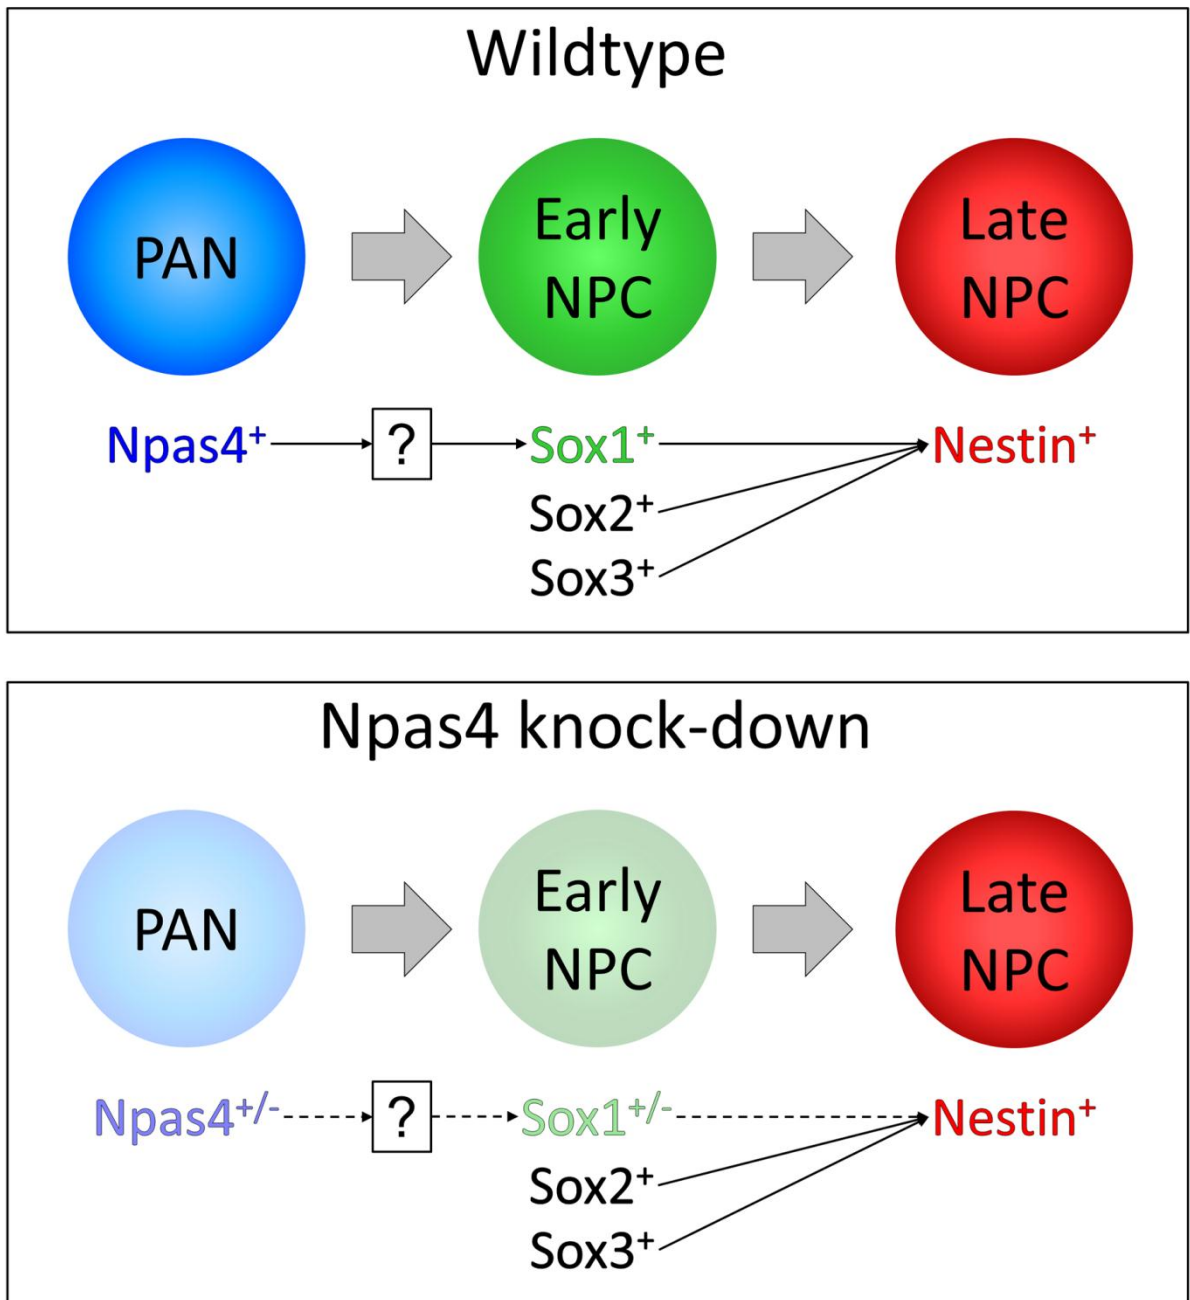 Wildtype
PAN
Early
NPC
Late
NPC
Npas4⁺
?
Sox1⁺
Nestin⁺
Sox2⁺
Sox3⁺
Npas4 knock-down
PAN
Early
NPC
Late
NPC
Npas4⁺/⁻
?
Sox1⁺/⁻
Nestin⁺
Sox2⁺
Sox3⁺